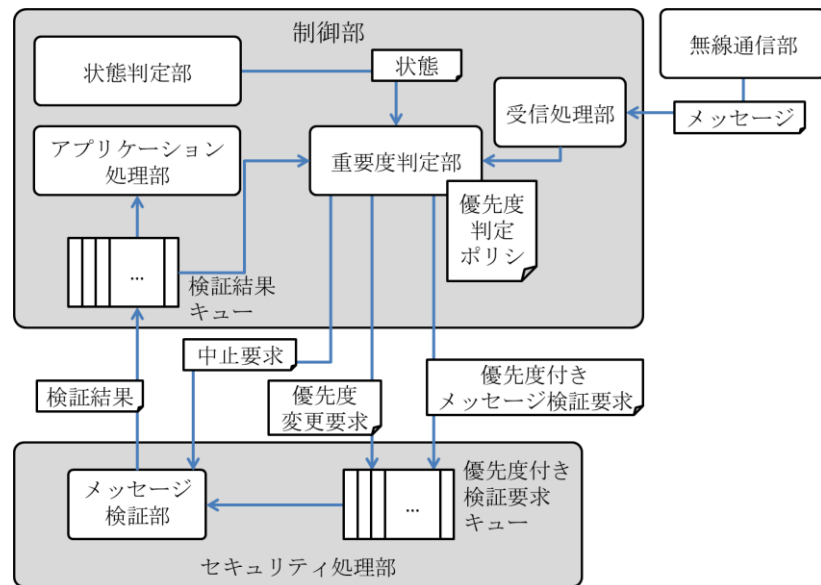 制御部
無線通信部
状態判定部
状態
受信処理部
メッセージ
アプリケーション
処理部
重要度判定部
優先度
判定
ポリシ
...
検証結果
キュー
中止要求
検証結果
優先度
変更要求
優先度付き
メッセージ検証要求
メッセージ
検証部
...
優先度付き
検証要求
キュー
セキュリティ処理部